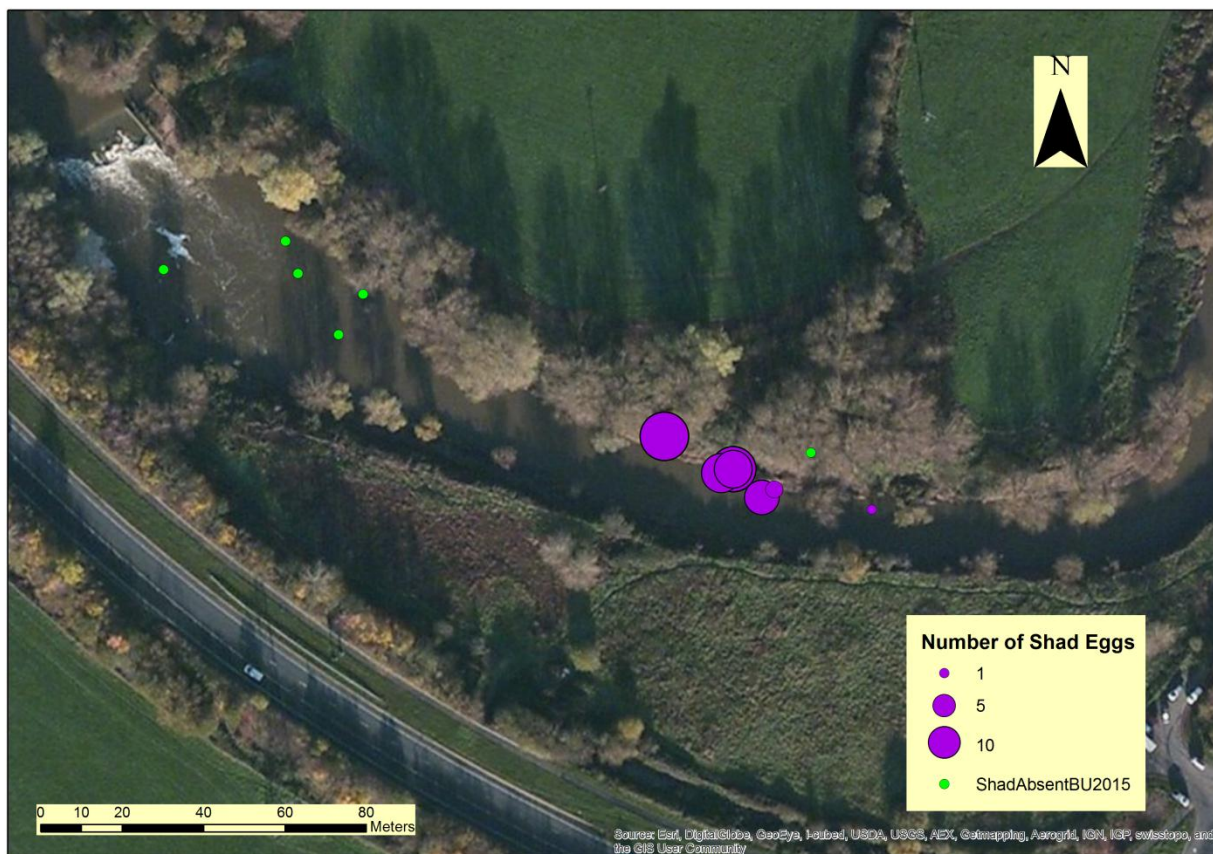 N
Number of Shad Eggs
1
5
10
ShadAbsentBU2015
0 10 20 40 60 80
Meters
Source: Esri, DigitalGlobe, GeoEye, i-cubed, USDA, USGS, AEX, Getmapping, Aerogrid, IGN, IGP, swisstopo, and
the GIS User Community